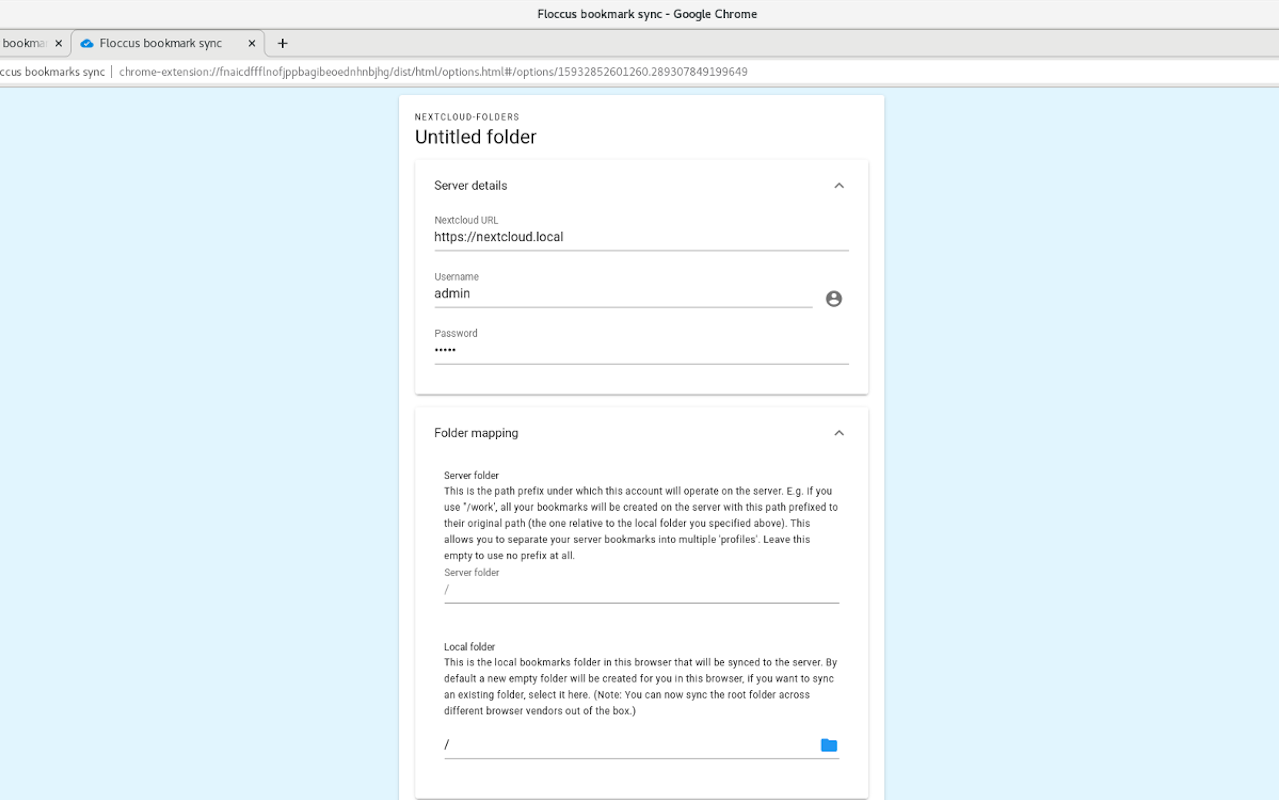 Floccus bookmark sync - Google Chrome
Floccus bookmark sync
ccus bookmarks sync | chrome-extension://fnaicdffflnofjppbagibeoednhnbjhg/dist/html/options.html#/options/15932852601260.289307849199649
NEXTCLOUD-FOLDERS
Untitled folder
Server details
Nextcloud URL
https://nextcloud.local
Username
admin
Password
•••••
Folder mapping
Server folder
This is the path prefix under which this account will operate on the server. E.g. if you
use "/work', all your bookmarks will be created on the server with this path prefixed to
their original path (the one relative to the local folder you specified above). This
allows you to separate your server bookmarks into multiple 'profiles'. Leave this
empty to use no prefix at all.
Server folder
/
Local folder
This is the local bookmarks folder in this browser that will be synced to the server. By
default a new empty folder will be created for you in this browser, if you want to sync
an existing folder, select it here. (Note: You can now sync the root folder across
different browser vendors out of the box.)
/